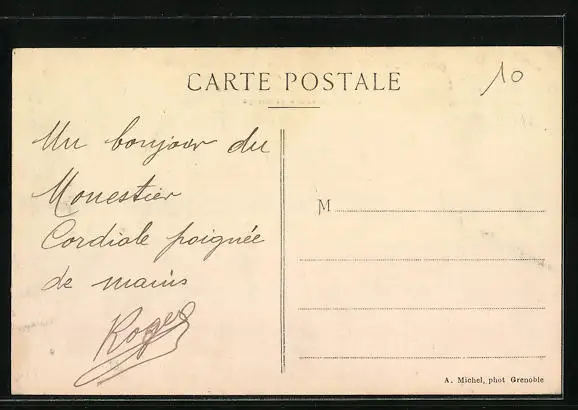 CARTE POSTALE
10
Un bonjour du
Monestier
Cordiale poignée
de mains
Roger
M
A. Michel, phot Grenoble